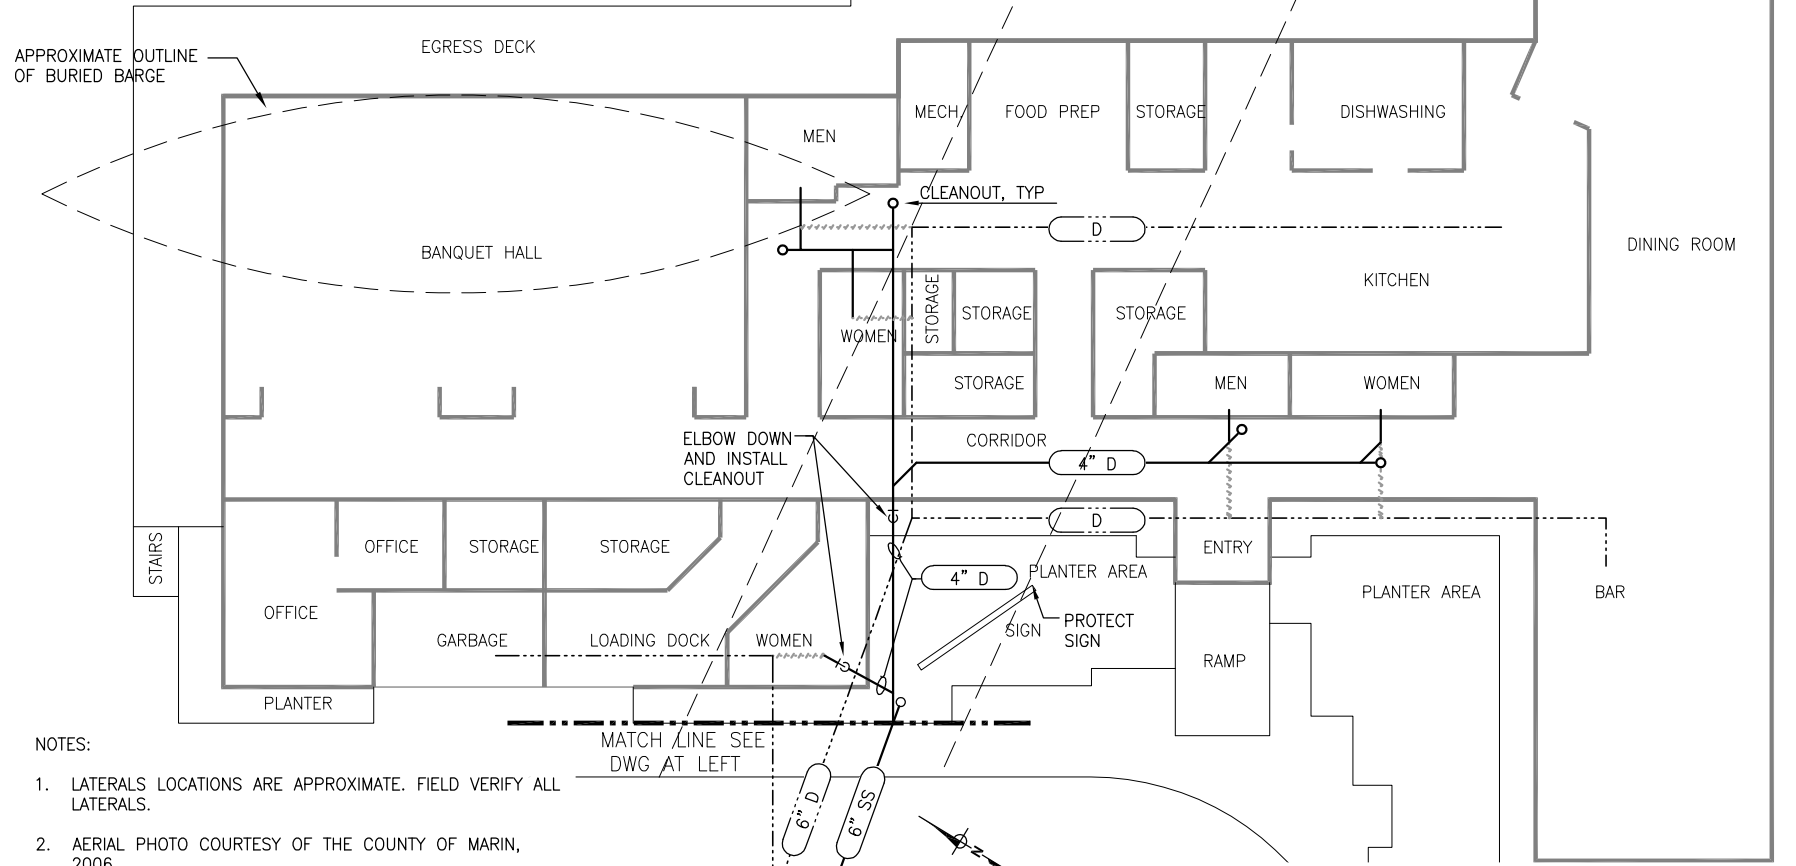 EGRESS DECK
APPROXIMATE OUTLINE
OF BURIED BARGE
MEN
MECH.
FOOD PREP
STORAGE
DISHWASHING
CLEANOUT, TYP
D
BANQUET HALL
DINING ROOM
KITCHEN
STORAGE
STORAGE
STORAGE
WOMEN
STORAGE
MEN
WOMEN
ELBOW DOWN
AND INSTALL
CLEANOUT
CORRIDOR
4" D
D
STAIRS
OFFICE
STORAGE
STORAGE
ENTRY
4" D
PLANTER AREA
PLANTER AREA
BAR
OFFICE
GARBAGE
LOADING DOCK
WOMEN
SIGN
PROTECT
SIGN
RAMP
PLANTER
MATCH LINE SEE
DWG AT LEFT
6" D
6" SS
N
NOTES:
1. LATERALS LOCATIONS ARE APPROXIMATE. FIELD VERIFY ALL
LATERALS.
2. AERIAL PHOTO COURTESY OF THE COUNTY OF MARIN,
2006